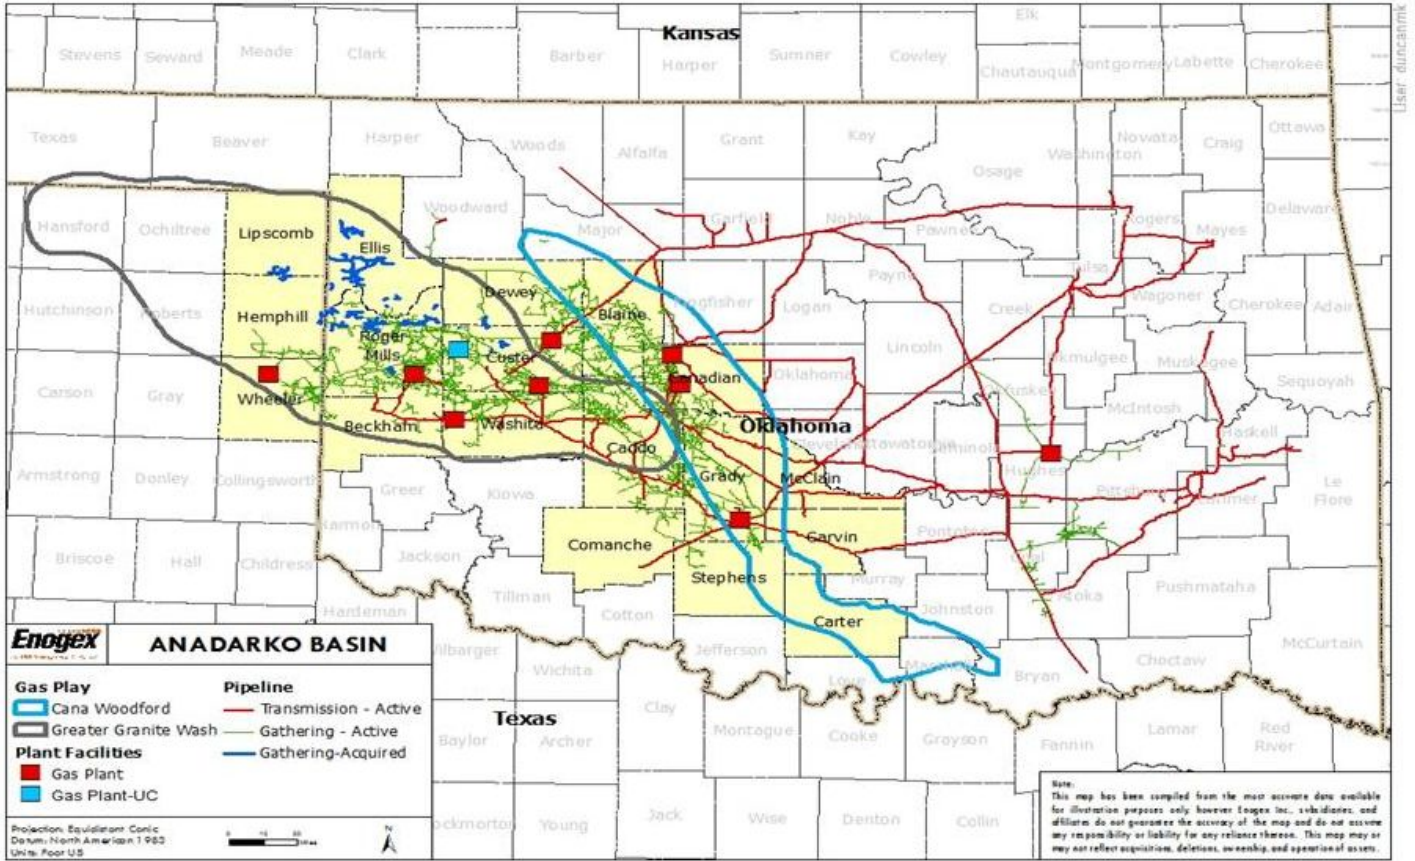 Kansas
Elk
Stevens
Seward
Meade
Clark
Barber
Harper
Sumner
Cowley
Chautauqua
Montgomery
Labette
Cherokee
User: duncanmk
Texas
Beaver
Harper
Woods
Alfalfa
Grant
Kay
Osage
Washington
Nowata
Craig
Ottawa
Hansford
Ochiltree
Lipscomb
Ellis
Woodward
Major
Garfield
Noble
Pawnee
Rogers
Mayes
Delaware
Hutchinson
Roberts
Hemphill
Roger
Mills
Dewey
Blaine
Kingfisher
Logan
Payne
Creek
Tulsa
Wagoner
Cherokee
Adair
Carson
Gray
Wheeler
Custer
Canadian
Oklahoma
Lincoln
Okfuskee
Okmulgee
Muskogee
McIntosh
Sequoyah
Beckham
Washita
Caddo
Oklahoma
Cleveland
Pottawatomie
Seminole
Haskell
Armstrong
Donley
Collingsworth
Greer
Kiowa
Grady
McClain
Hughes
Pittsburg
Latimer
Le
Flore
Briscoe
Hall
Childress
Harmon
Jackson
Comanche
Stephens
Garvin
Pontotoc
Coal
Hardeman
Tillman
Cotton
Murray
Johnston
Atoka
Pushmataha
Carter
Jefferson
Love
Marshall
Bryan
Choctaw
McCurtain
Wilbarger
Wichita
Texas
Clay
Montague
Cooke
Grayson
Fannin
Lamar
Red
River
Baylor
Archer
Young
Jack
Wise
Denton
Collin
Enogex
ANADARKO BASIN
Gas Play
Cana Woodford
Greater Granite Wash
Plant Facilities
Gas Plant
Gas Plant-UC
Pipeline
Transmission - Active
Gathering - Active
Gathering-Acquired
Projection: Equidistant Conic
Datum: North American 1983
Units: Foot US
N
Note:
This map has been compiled from the most accurate data available
for illustration purposes only, however Enogex Inc., subsidiaries, and
affiliates do not guarantee the accuracy of the map and do not assume
any responsibility or liability for any reliance thereon. This map may or
may not reflect acquisitions, deletions, ownership, and operation of assets.